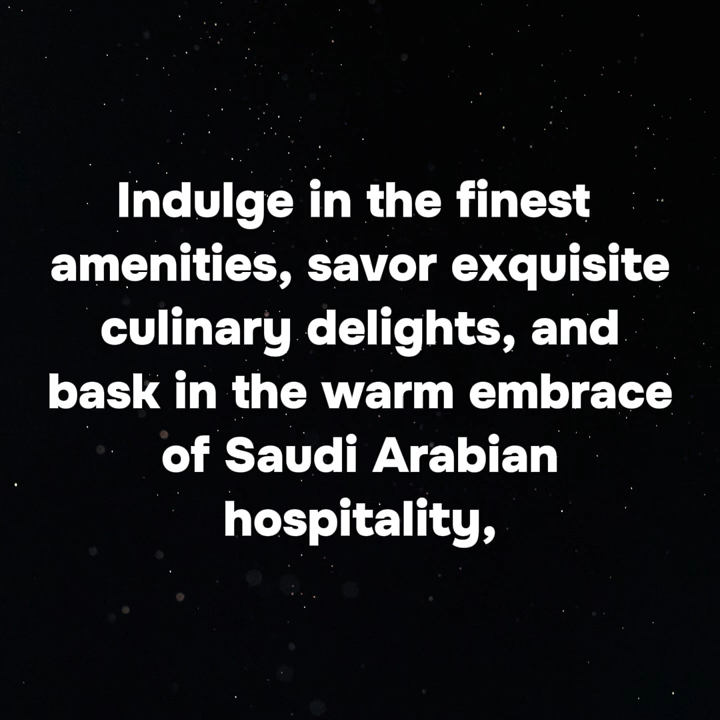 Indulge in the finest
amenities, savor exquisite
culinary delights, and
bask in the warm embrace
of Saudi Arabian
hospitality,